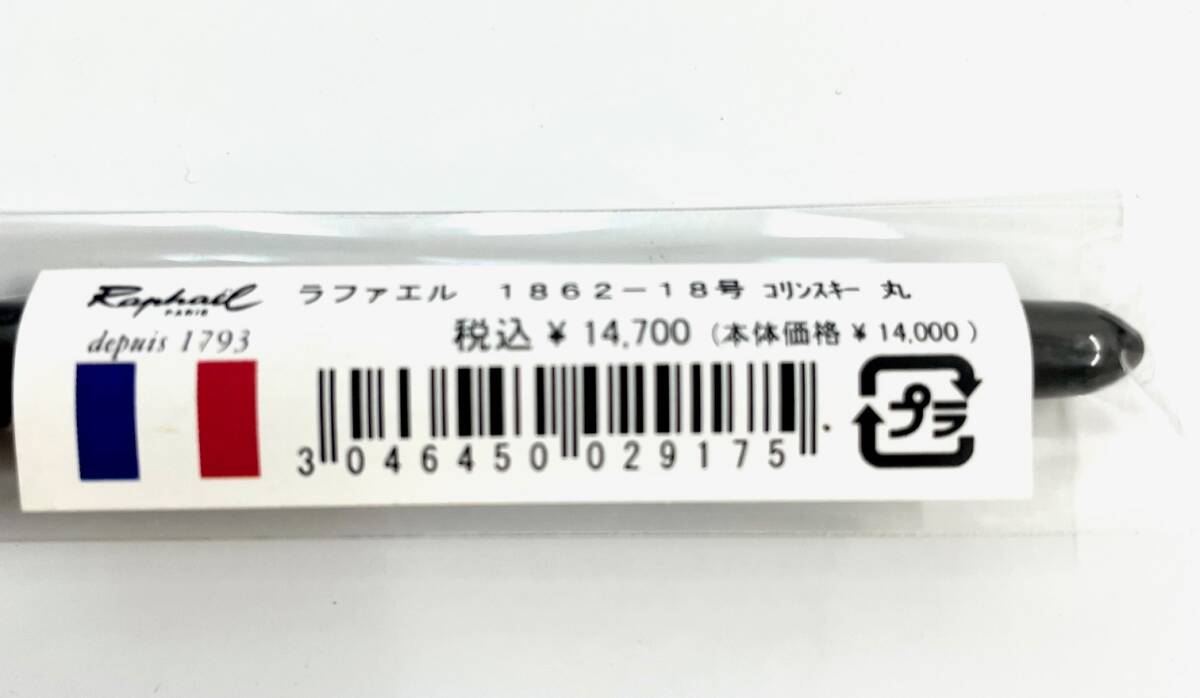 Raphaël ラファエル 1862-18号 コリンスキー 丸
PARIS
depuis 1793 税込 ¥ 14,700 (本体価格 ¥ 14,000)
プラ
3 046450 029175